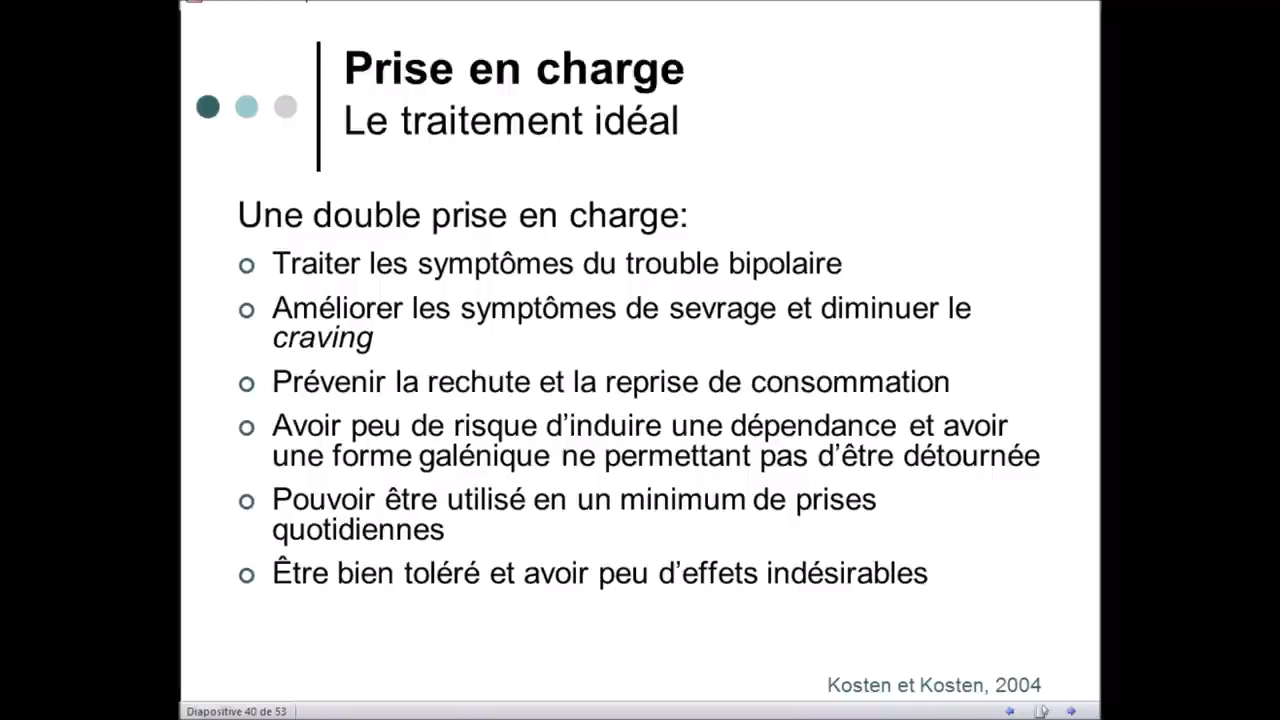 Prise en charge
Le traitement idéal
Une double prise en charge:
Traiter les symptômes du trouble bipolaire
Améliorer les symptômes de sevrage et diminuer le
craving
Prévenir la rechute et la reprise de consommation
Avoir peu de risque d'induire une dépendance et avoir
une forme galénique ne permettant pas d'être détournée
Pouvoir être utilisé en un minimum de prises
quotidiennes
Être bien toléré et avoir peu d'effets indésirables
Kosten et Kosten, 2004
Diapositive 40 de 53